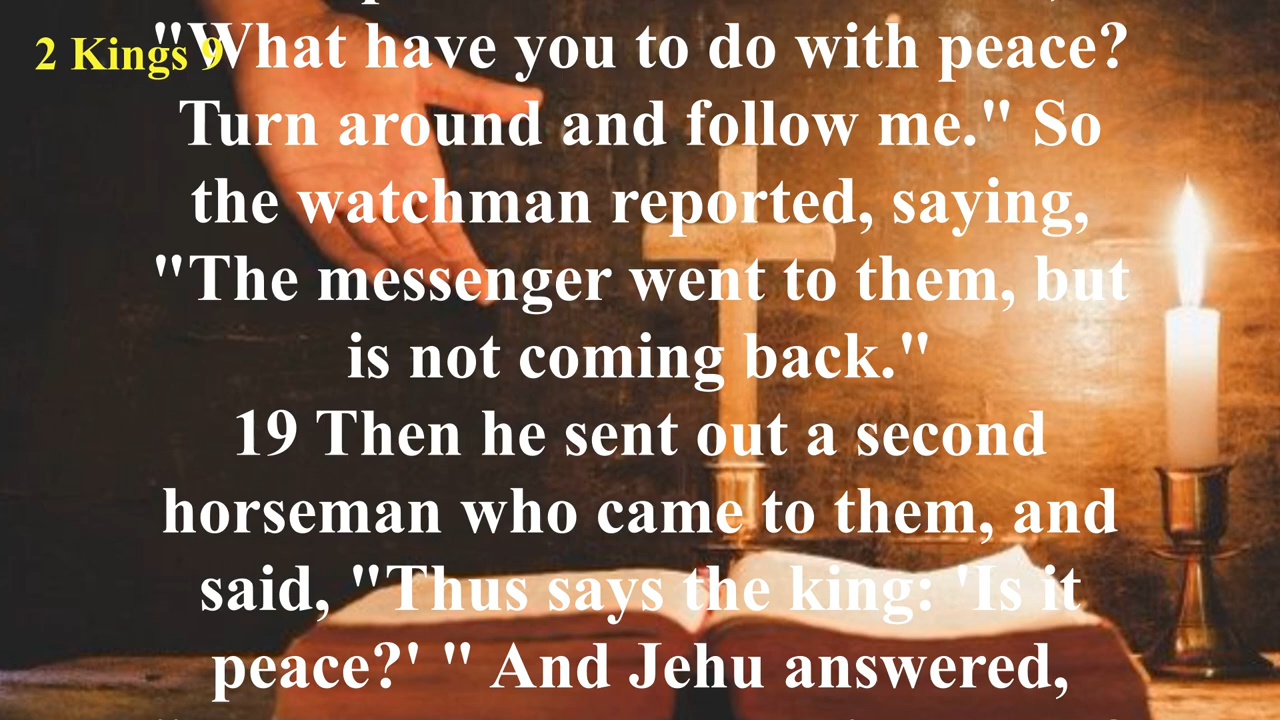 2 Kings 9
"What have you to do with peace?
Turn around and follow me." So
the watchman reported, saying,
"The messenger went to them, but
is not coming back."
19 Then he sent out a second
horseman who came to them, and
said, "Thus says the king: 'Is it
peace?' " And Jehu answered,